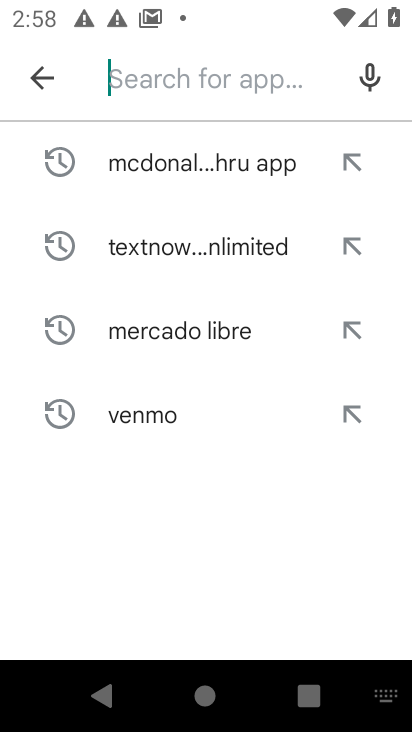 2:58
Search for app...
mcdonal...hru app
textnow...nlimited
mercado libre
venmo